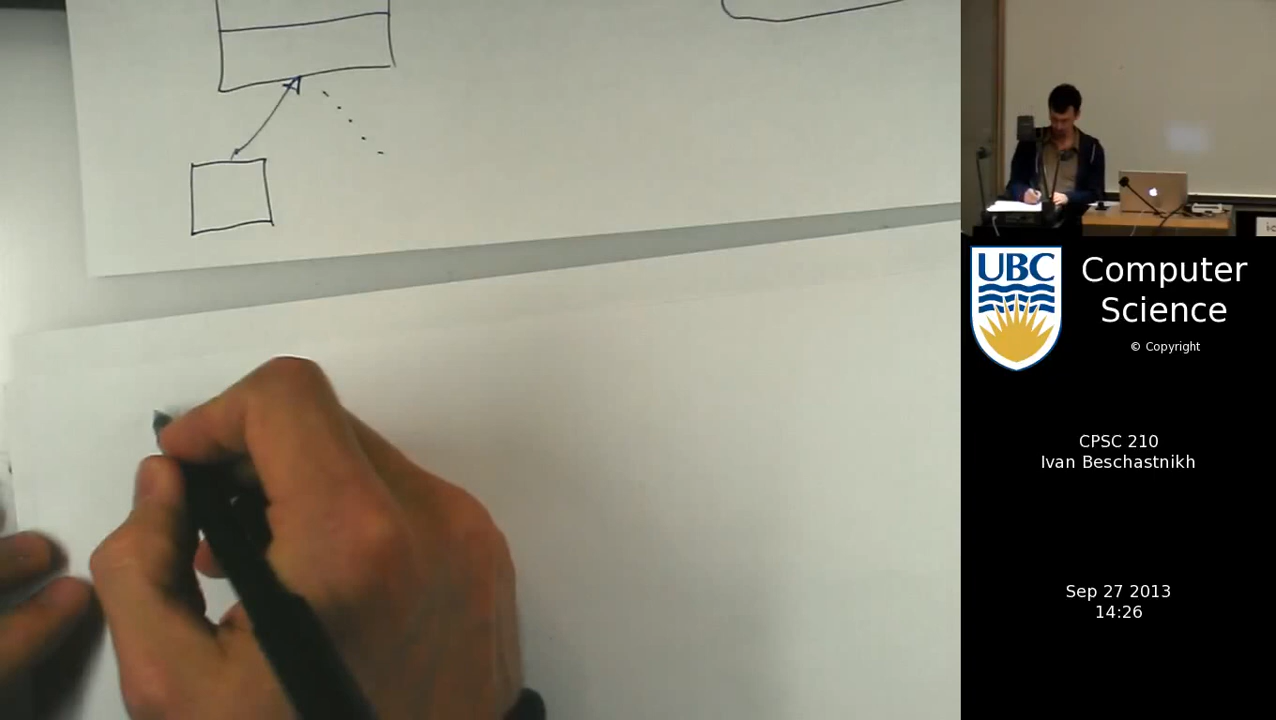 UBC
Computer
Science
© Copyright
CPSC 210
Ivan Beschastnikh
Sep 27 2013
14:26